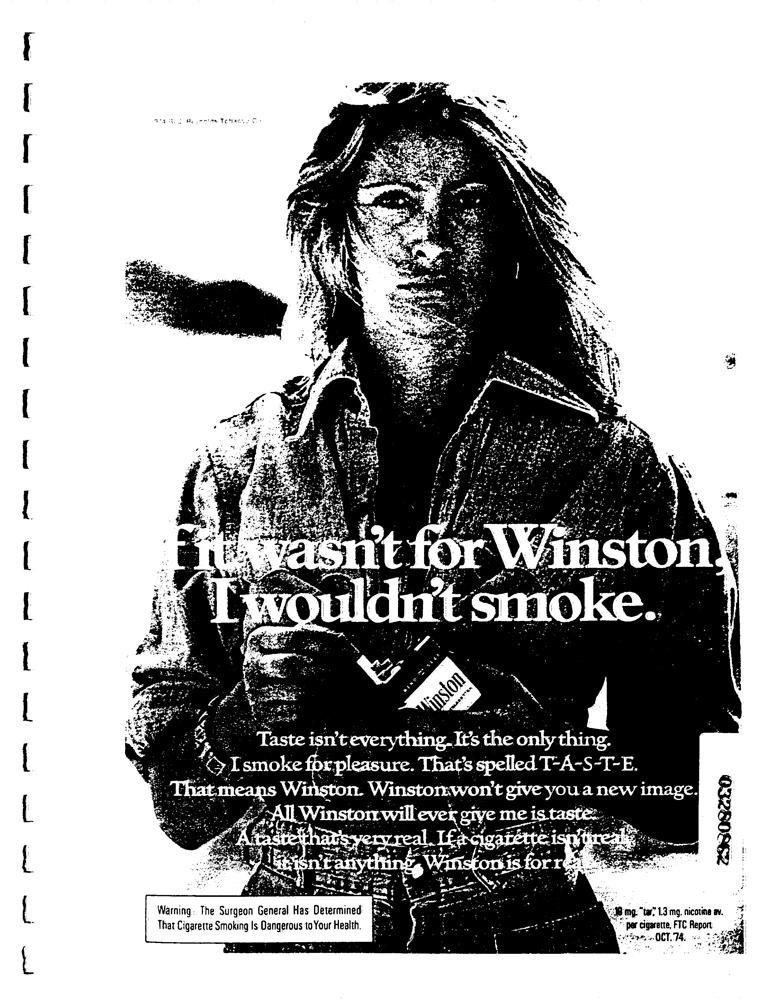 R.J. Reynolds Tobacco Co.
If it wasn't for Winston,
I wouldn't smoke.
Winston
Taste isn't everything. It's the only thing.
I smoke for pleasure. That's spelled T-A-S-T-E.
That means Winston. Winston won't give you a new image.
All Winston will ever give me is taste.
A taste that's very real. If a cigarette isn't real,
it isn't anything. Winston is for real.
Warning: The Surgeon General Has Determined
That Cigarette Smoking Is Dangerous to Your Health.
mg. "tar", 1.3 mg. nicotine av.
per cigarette, FTC Report
OCT. '74.